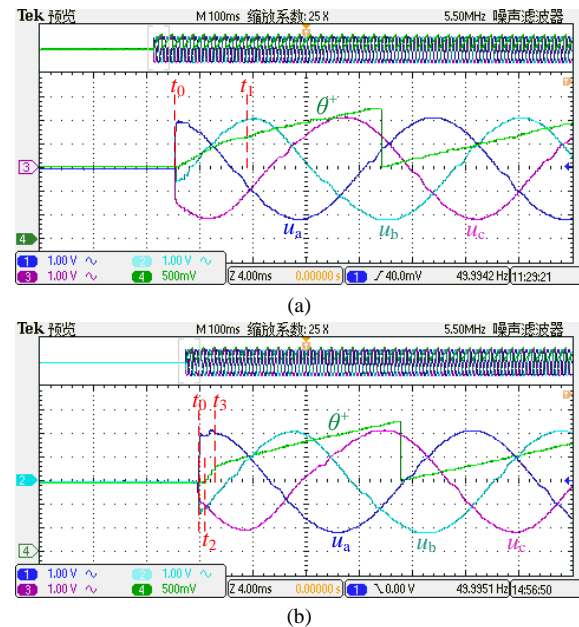 Tek 预览 M 100ms 缩放系数: 25 X 5.50MHz 噪声滤波器
t₀ t₁ θ⁺
3
uₐ u_b u_c
4
1 1.00 V ∿ 2 1.00 V ∿
3 1.00 V ∿ 4 500mV Z 4.00ms 0.00000 s 1 ╱ 40.0mV 49.9942 Hz 11:29:21
(a)
Tek 预览 M 100ms 缩放系数: 25 X 5.50MHz 噪声滤波器
t₀ t₃ θ⁺
2
t₂ uₐ u_b u_c
4
1 1.00 V ∿ 2 1.00 V ∿
3 1.00 V ∿ 4 500mV Z 4.00ms 0.00000 s 1 ╲ 0.00 V 49.9951 Hz 14:56:50
(b)